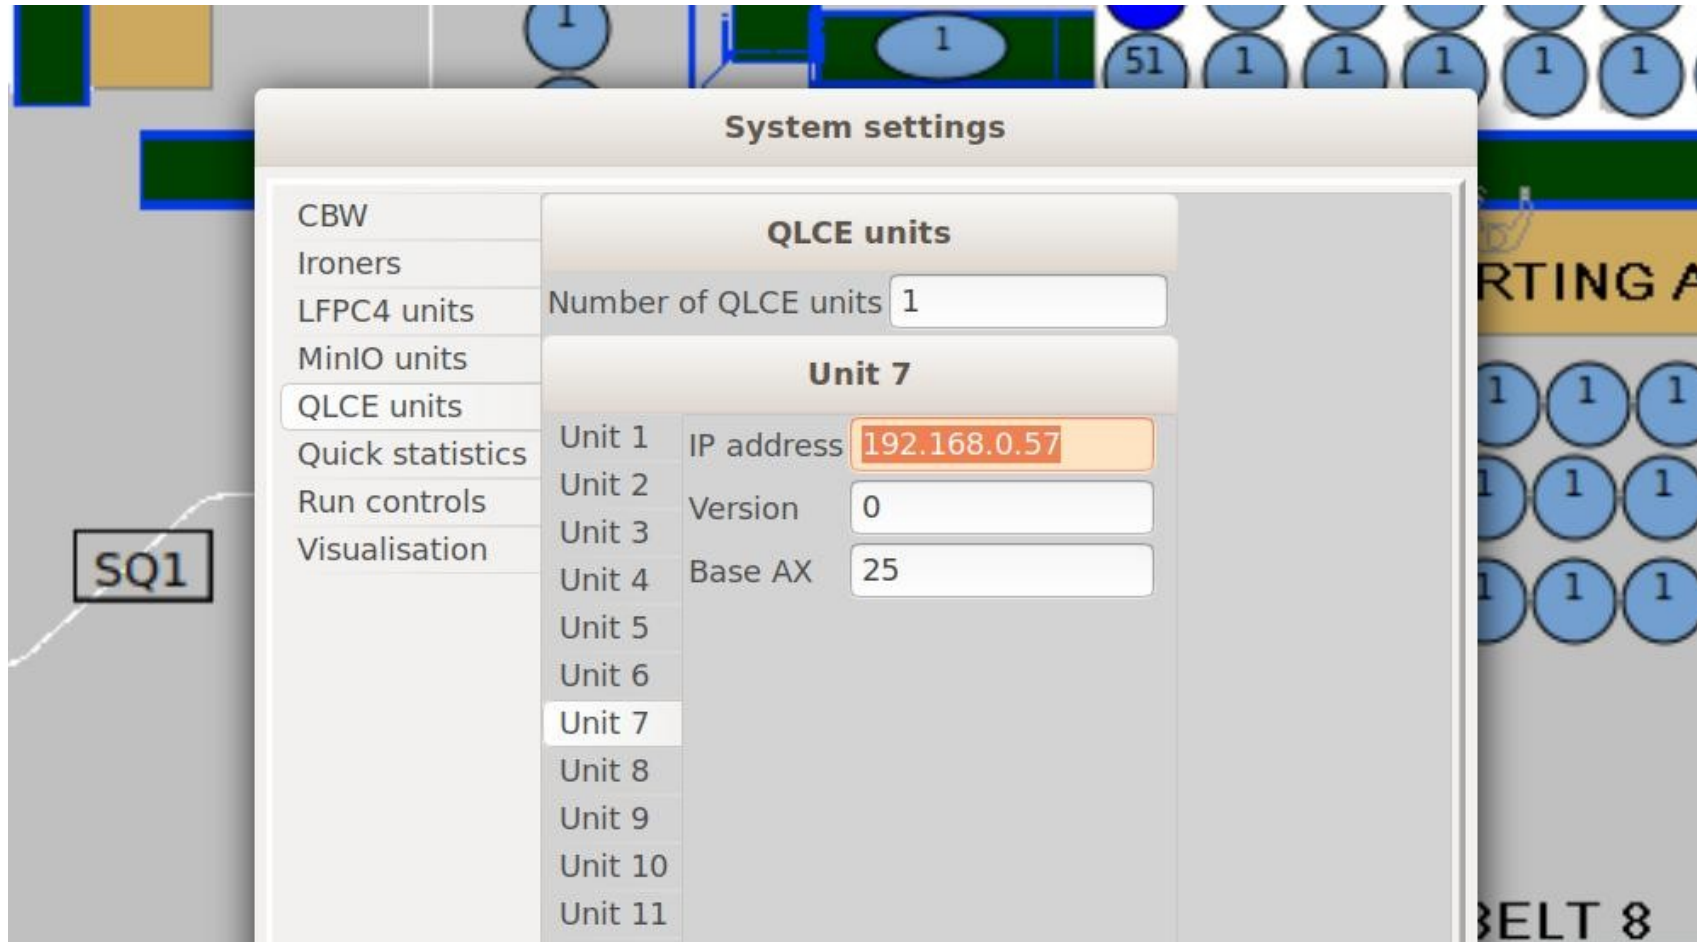 1
1
51 1 1 1 1 1
System settings
CBW
Ironers
LFPC4 units
MinIO units
QLCE units
Quick statistics
Run controls
Visualisation
QLCE units
Number of QLCE units 1
Unit 7
Unit 1
Unit 2
Unit 3
Unit 4
Unit 5
Unit 6
Unit 7
Unit 8
Unit 9
Unit 10
Unit 11
IP address 192.168.0.57
Version 0
Base AX 25
SQ1
RTING A
1 1 1
1 1 1
1 1 1
BELT 8